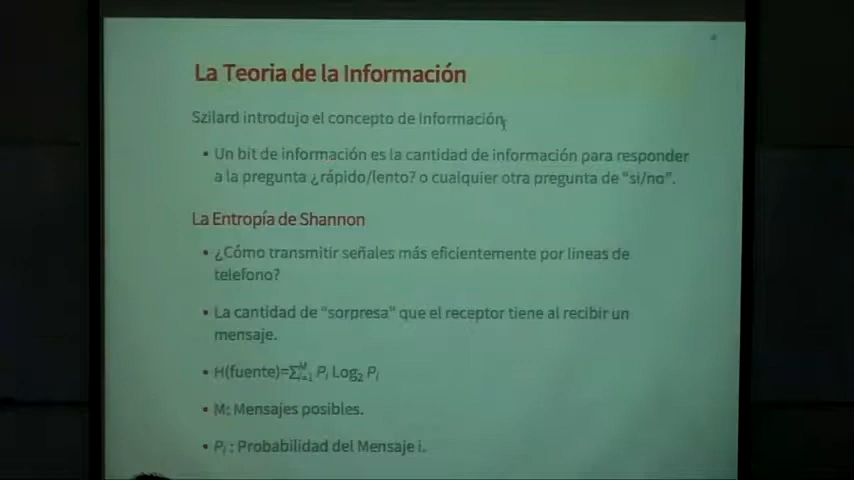 La Teoria de la Información
Szilard introdujo el concepto de Información
• Un bit de información es la cantidad de información para responder
a la pregunta ¿rápido/lento? o cualquier otra pregunta de "si/no".
La Entropía de Shannon
• ¿Cómo transmitir señales más eficientemente por lineas de
telefono?
• La cantidad de "sorpresa" que el receptor tiene al recibir un
mensaje.
• H(fuente)=∑ᵢ₌₁ᴹ Pᵢ Log₂ Pᵢ
• M: Mensajes posibles.
• Pᵢ : Probabilidad del Mensaje i.